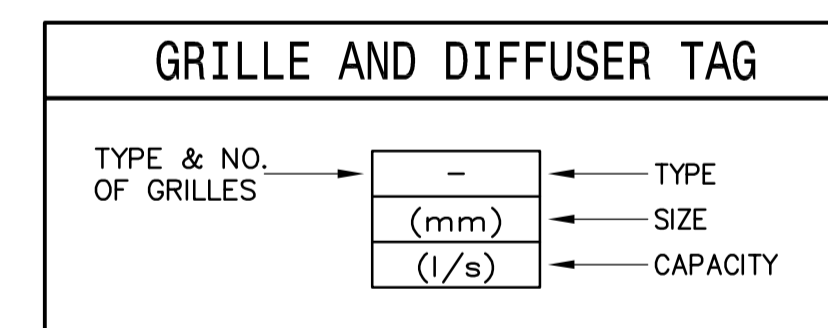 GRILLE AND DIFFUSER TAG
TYPE & NO.
OF GRILLES
-
TYPE
(mm)
SIZE
(l/s)
CAPACITY